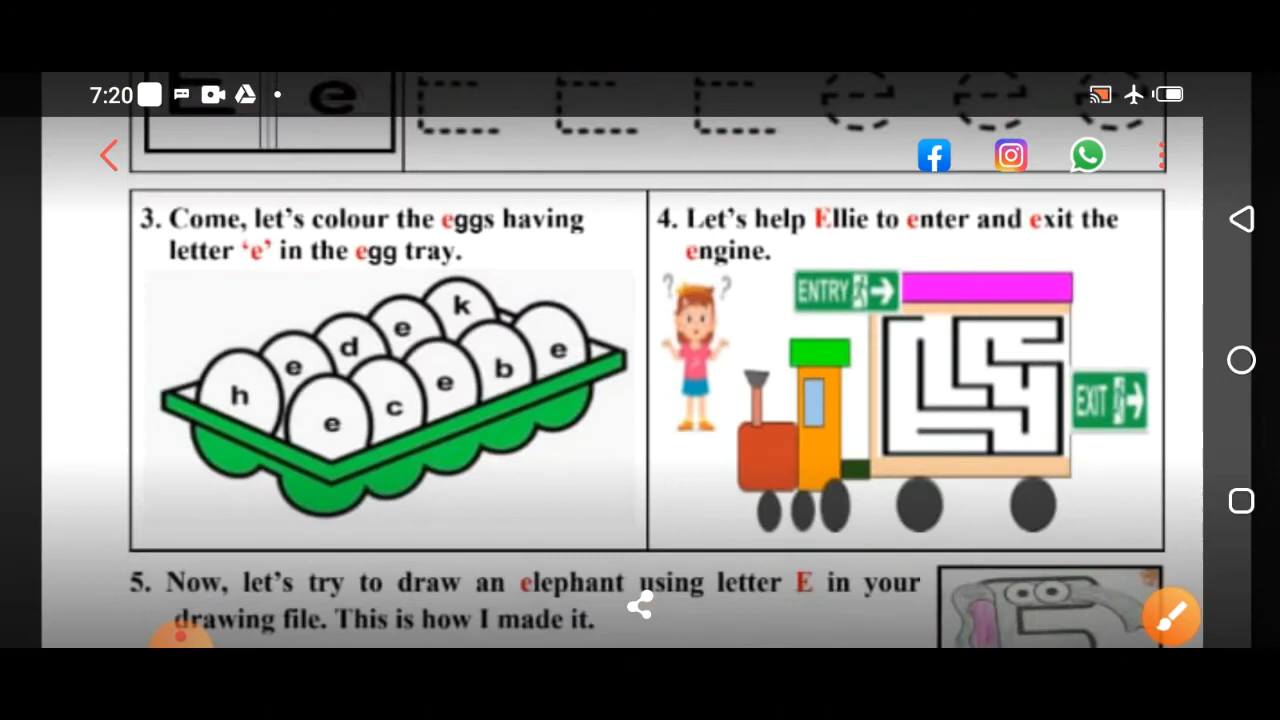 7:20
E e E E E e e e
3. Come, let's colour the eggs having
letter 'e' in the egg tray.
4. Let's help Ellie to enter and exit the
engine.
? ?
ENTRY
EXIT
k
e
d
e
h
e
b
e
c
e
5. Now, let's try to draw an elephant using letter E in your
drawing file. This is how I made it.